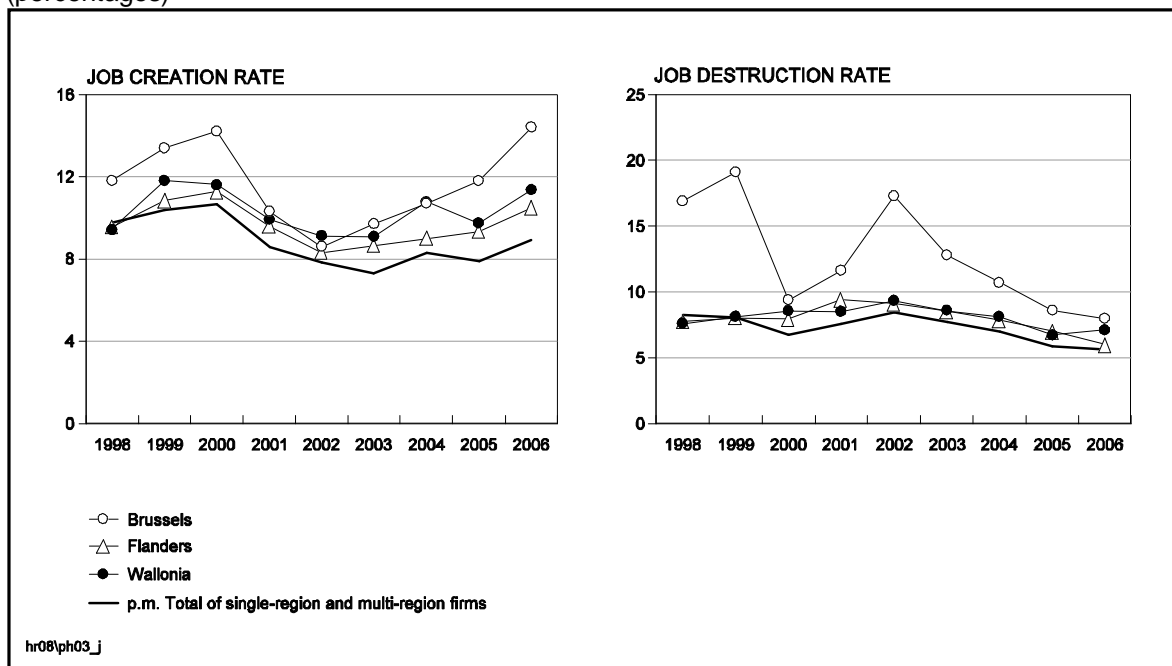 (percentages)
JOB CREATION RATE
16
12
8
4
0
1998 1999 2000 2001 2002 2003 2004 2005 2006
JOB DESTRUCTION RATE
25
20
15
10
5
0
1998 1999 2000 2001 2002 2003 2004 2005 2006
Brussels
Flanders
Wallonia
p.m. Total of single-region and multi-region firms
hr08\ph03_j